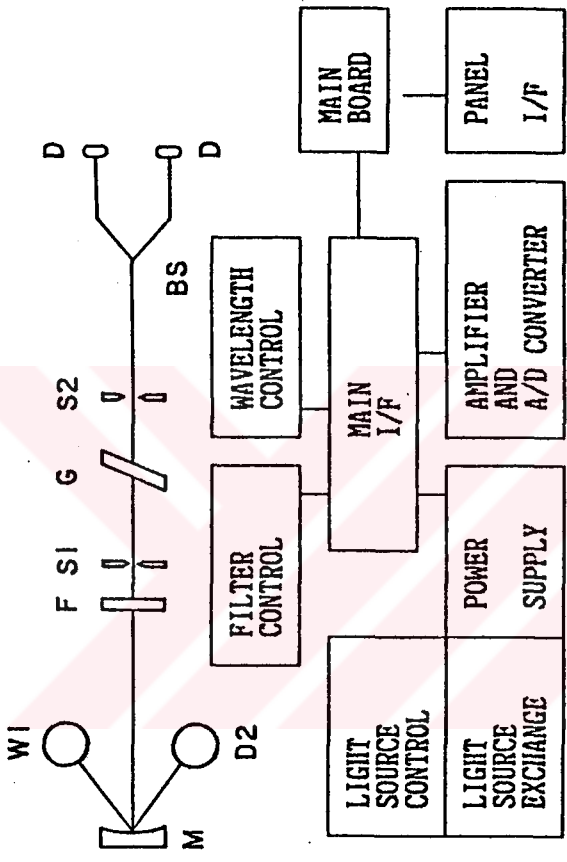 W1
D2
M
F
S1
G
S2
BS
D
D
FILTER
CONTROL
WAVELENGTH
CONTROL
LIGHT
SOURCE
CONTROL
LIGHT
SOURCE
EXCHANGE
POWER
SUPPLY
MAIN
I/F
AMPLIFIER
AND
A/D CONVERTER
MAIN
BOARD
PANEL
I/F